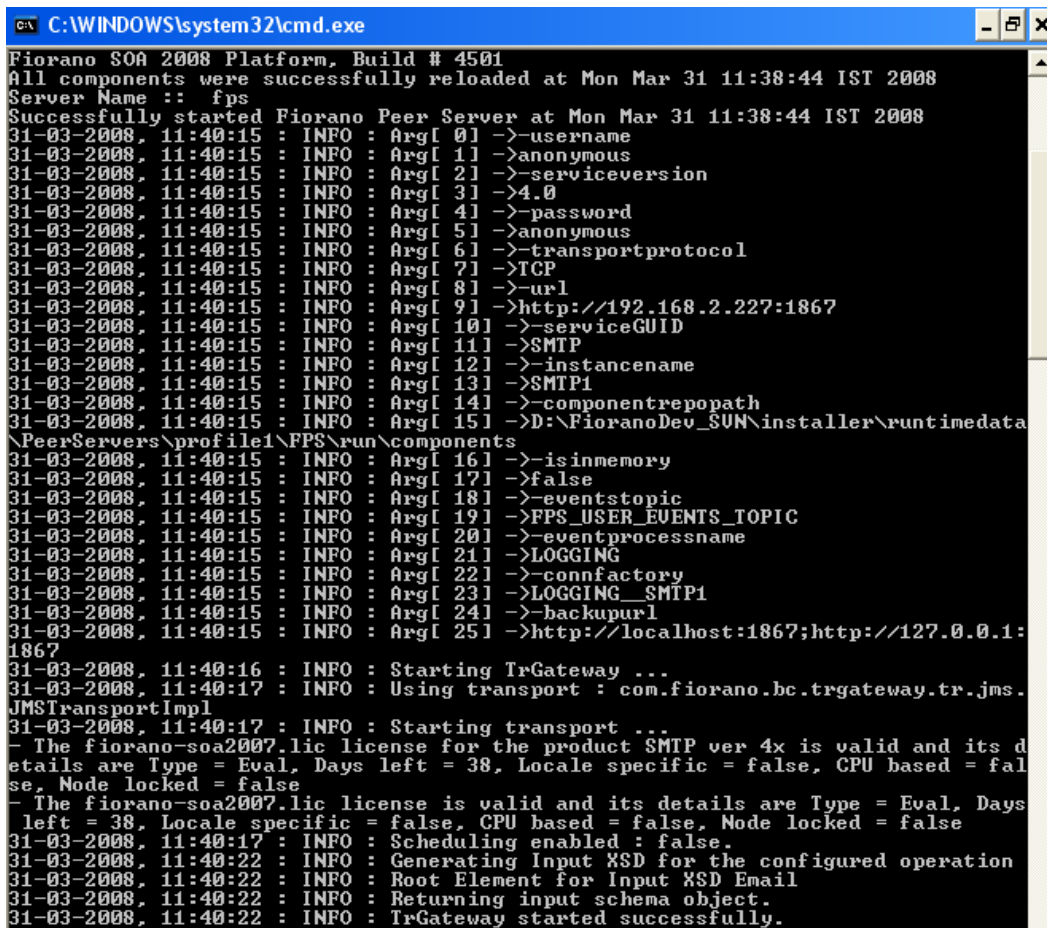 C:\WINDOWS\system32\cmd.exe
Fiorano SOA 2008 Platform, Build # 4501
All components were successfully reloaded at Mon Mar 31 11:38:44 IST 2008
Server Name ::  fps
Successfully started Fiorano Peer Server at Mon Mar 31 11:38:44 IST 2008
31-03-2008, 11:40:15 : INFO : Arg[ 0] ->-username
31-03-2008, 11:40:15 : INFO : Arg[ 1] ->anonymous
31-03-2008, 11:40:15 : INFO : Arg[ 2] ->-serviceversion
31-03-2008, 11:40:15 : INFO : Arg[ 3] ->4.0
31-03-2008, 11:40:15 : INFO : Arg[ 4] ->-password
31-03-2008, 11:40:15 : INFO : Arg[ 5] ->anonymous
31-03-2008, 11:40:15 : INFO : Arg[ 6] ->-transportprotocol
31-03-2008, 11:40:15 : INFO : Arg[ 7] ->TCP
31-03-2008, 11:40:15 : INFO : Arg[ 8] ->-url
31-03-2008, 11:40:15 : INFO : Arg[ 9] ->http://192.168.2.227:1867
31-03-2008, 11:40:15 : INFO : Arg[ 10] ->-serviceGUID
31-03-2008, 11:40:15 : INFO : Arg[ 11] ->SMTP
31-03-2008, 11:40:15 : INFO : Arg[ 12] ->-instancename
31-03-2008, 11:40:15 : INFO : Arg[ 13] ->SMTP1
31-03-2008, 11:40:15 : INFO : Arg[ 14] ->-componentrepopath
31-03-2008, 11:40:15 : INFO : Arg[ 15] ->D:\FioranoDev_SVN\installer\runtimedata
\PeerServers\profile1\FPS\run\components
31-03-2008, 11:40:15 : INFO : Arg[ 16] ->-isinmemory
31-03-2008, 11:40:15 : INFO : Arg[ 17] ->false
31-03-2008, 11:40:15 : INFO : Arg[ 18] ->-eventstopic
31-03-2008, 11:40:15 : INFO : Arg[ 19] ->FPS_USER_EVENTS_TOPIC
31-03-2008, 11:40:15 : INFO : Arg[ 20] ->-eventprocessname
31-03-2008, 11:40:15 : INFO : Arg[ 21] ->LOGGING
31-03-2008, 11:40:15 : INFO : Arg[ 22] ->-connfactory
31-03-2008, 11:40:15 : INFO : Arg[ 23] ->LOGGING__SMTP1
31-03-2008, 11:40:15 : INFO : Arg[ 24] ->-backupurl
31-03-2008, 11:40:15 : INFO : Arg[ 25] ->http://localhost:1867;http://127.0.0.1:
1867
31-03-2008, 11:40:16 : INFO : Starting TrGateway ...
31-03-2008, 11:40:17 : INFO : Using transport : com.fiorano.bc.trgateway.tr.jms.
JMSTransportImpl
31-03-2008, 11:40:17 : INFO : Starting transport ...
- The fiorano-soa2007.lic license for the product SMTP ver 4x is valid and its d
etails are Type = Eval, Days left = 38, Locale specific = false, CPU based = fal
se, Node locked = false
- The fiorano-soa2007.lic license is valid and its details are Type = Eval, Days
 left = 38, Locale specific = false, CPU based = false, Node locked = false
31-03-2008, 11:40:17 : INFO : Scheduling enabled : false.
31-03-2008, 11:40:22 : INFO : Generating Input XSD for the configured operation
31-03-2008, 11:40:22 : INFO : Root Element for Input XSD Email
31-03-2008, 11:40:22 : INFO : Returning input schema object.
31-03-2008, 11:40:22 : INFO : TrGateway started successfully.